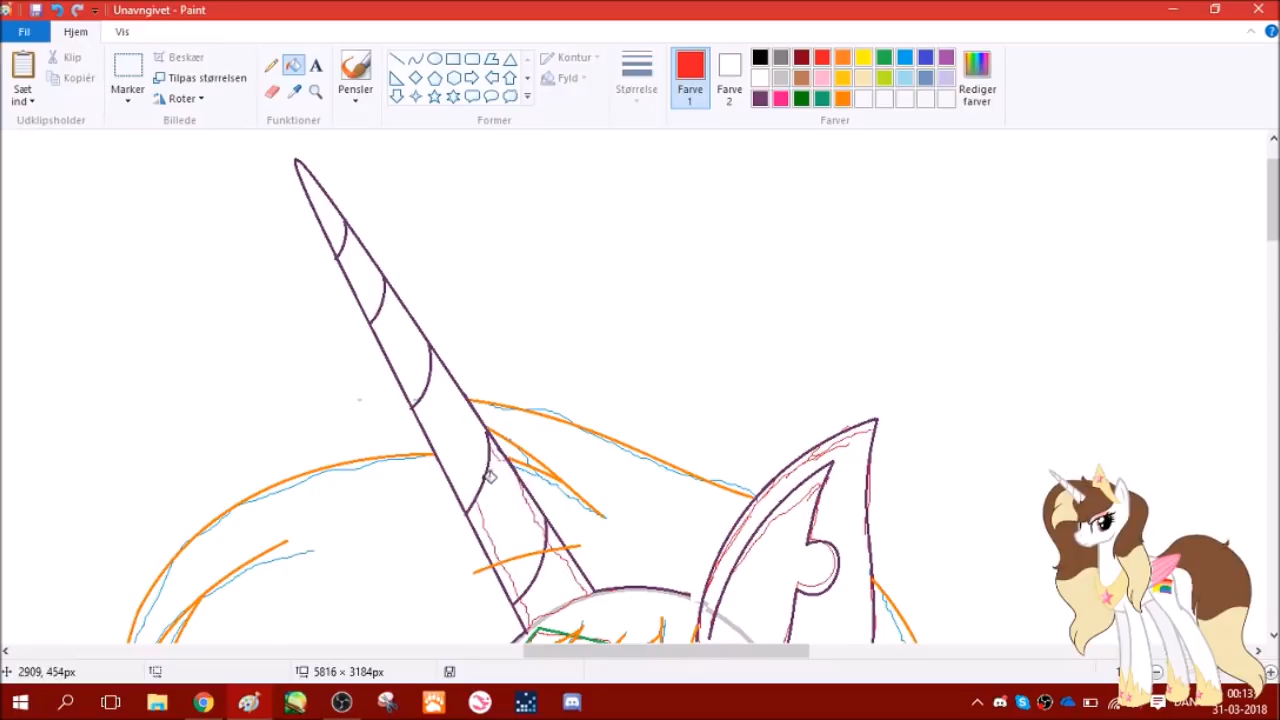 Unavngivet - Paint
Fil Hjem Vis
Sæt ind
Klip
Kopiér
Udklipsholder
Marker
Beskær
Tilpas størrelsen
Roter
Billede
A
Funktioner
Pensler
Kontur
Fyld
Former
Størrelse
Farve 1
Farve 2
Rediger farver
Farver
2909, 454px
5816 × 3184px
00:13
31-03-2018